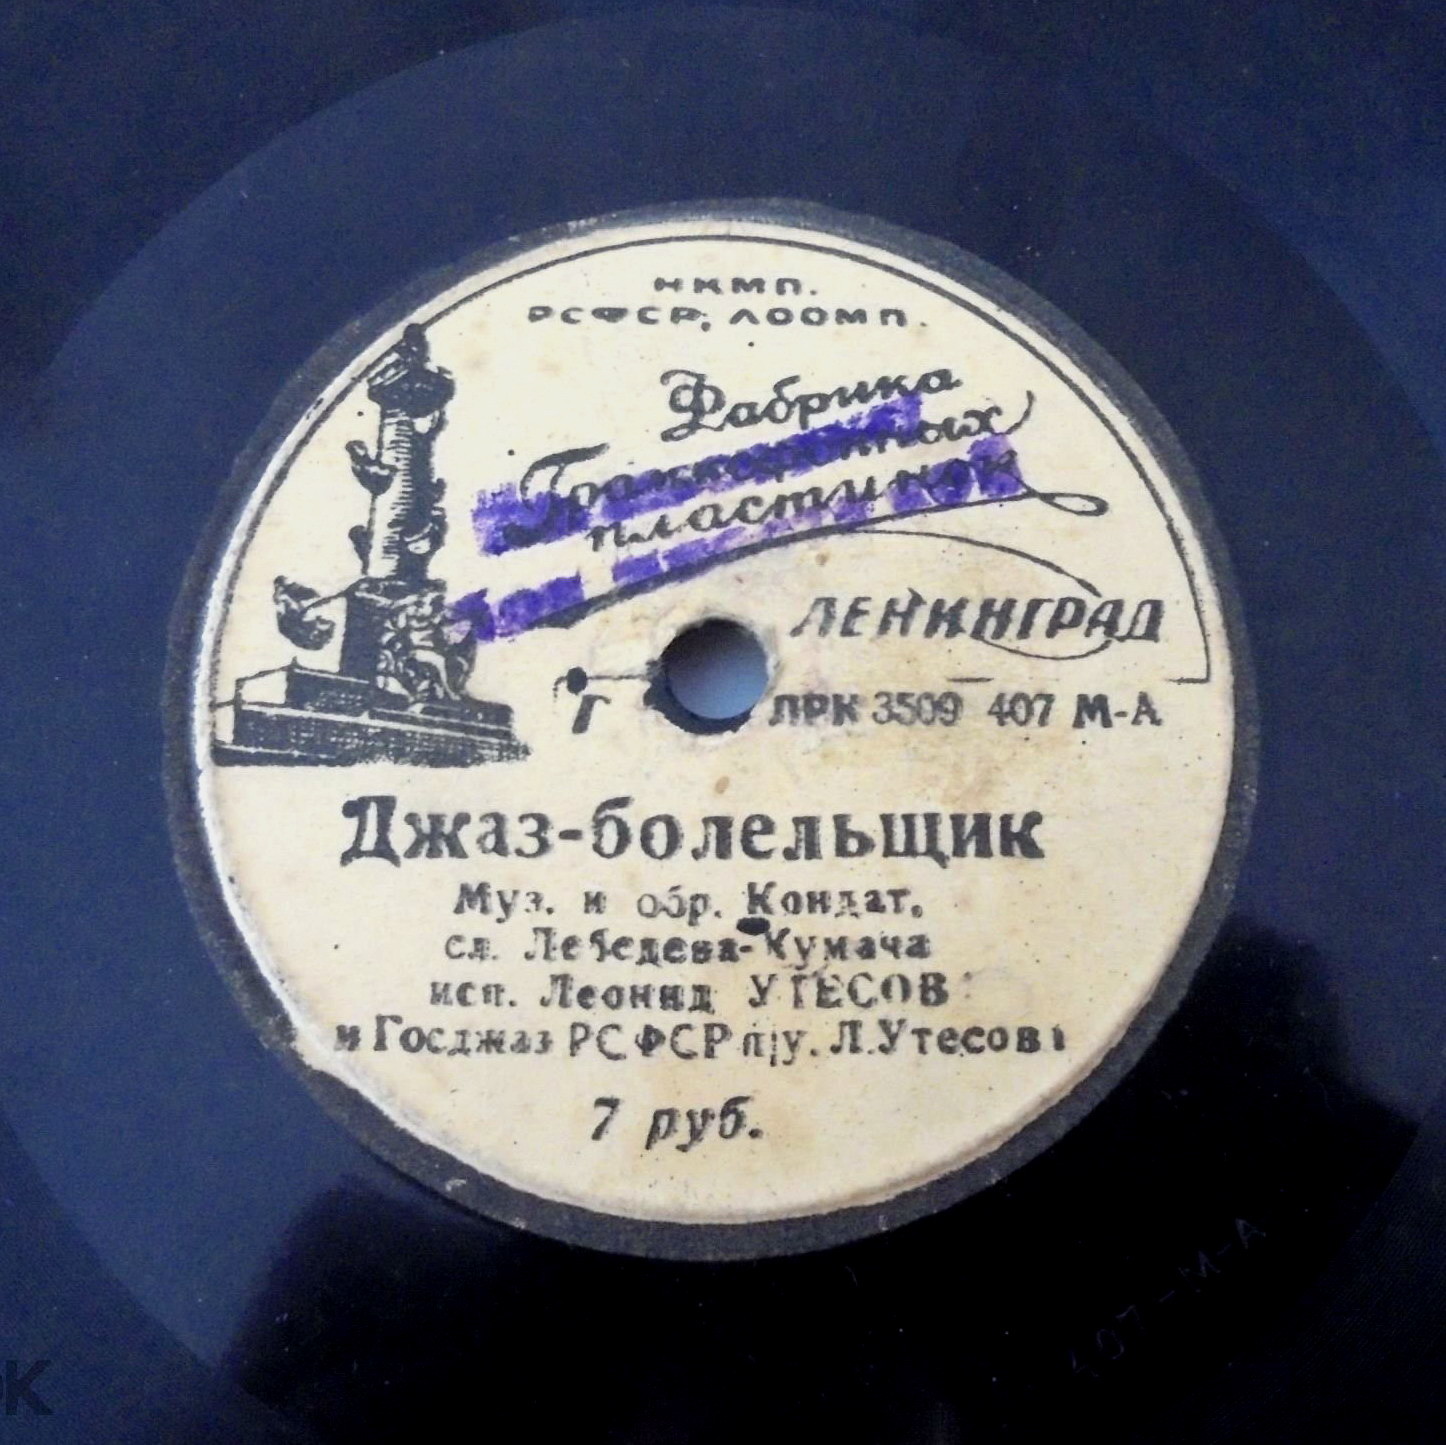 НКМП.
РСФСР, ЛООМП.
Фабрика
Граммофонных
пластинок
ЛЕНИНГРАД
Г ЛРК 3509 407 М-А
Джаз-болельщик
Муз. и обр. Кондат.
сл. Лебедева-Кумача
исп. Леонид УТЕСОВ
и Госджаз РСФСР п|у. Л.Утесова
7 руб.
407-М-А